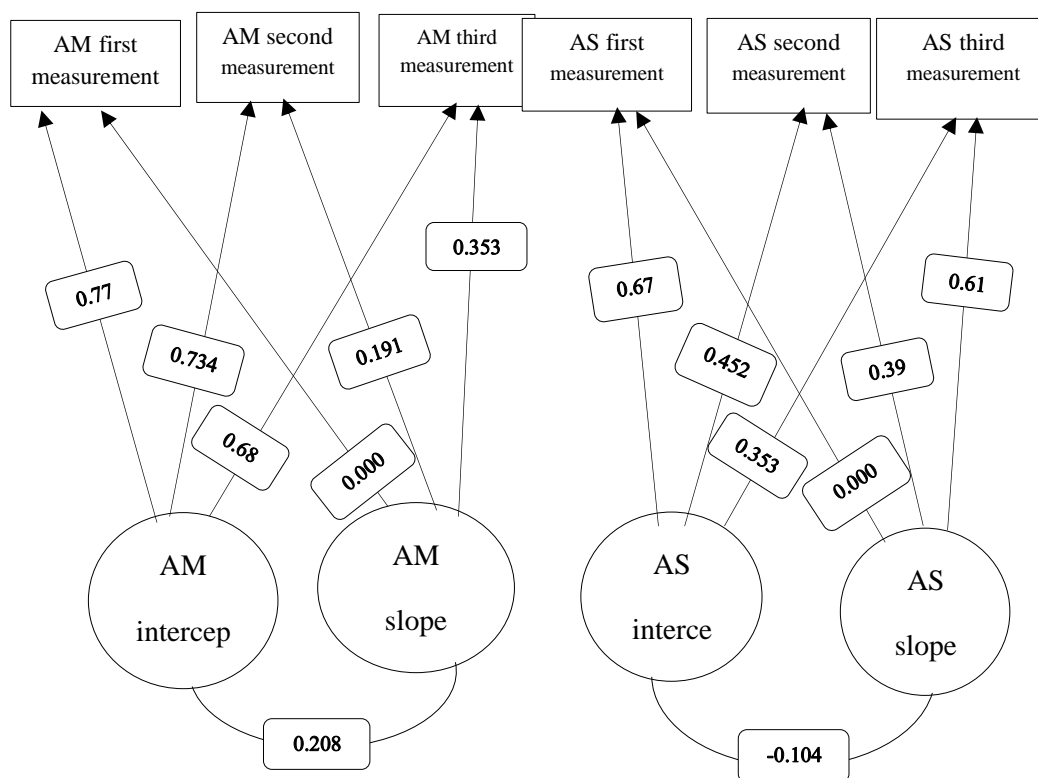 AM first
measurement
AM second
measurement
AM third
measurement
AS first
measurement
AS second
measurement
AS third
measurement
0.353
0.77
0.67
0.61
0.734
0.191
0.452
0.39
0.68
0.000
0.353
0.000
AM
intercep
AM
slope
AS
interce
AS
slope
0.208
-0.104